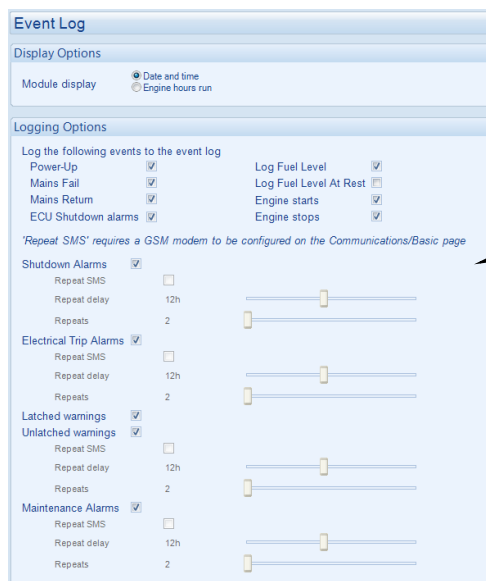 Event Log
Display Options
Module display
Date and time
Engine hours run
Logging Options
Log the following events to the event log
Power-Up
Log Fuel Level
Mains Fail
Log Fuel Level At Rest
Mains Return
Engine starts
ECU Shutdown alarms
Engine stops
'Repeat SMS' requires a GSM modem to be configured on the Communications/Basic page
Shutdown Alarms
Repeat SMS
Repeat delay 12h
Repeats 2
Electrical Trip Alarms
Repeat SMS
Repeat delay 12h
Repeats 2
Latched warnings
Unlatched warnings
Repeat SMS
Repeat delay 12h
Repeats 2
Maintenance Alarms
Repeat SMS
Repeat delay 12h
Repeats 2